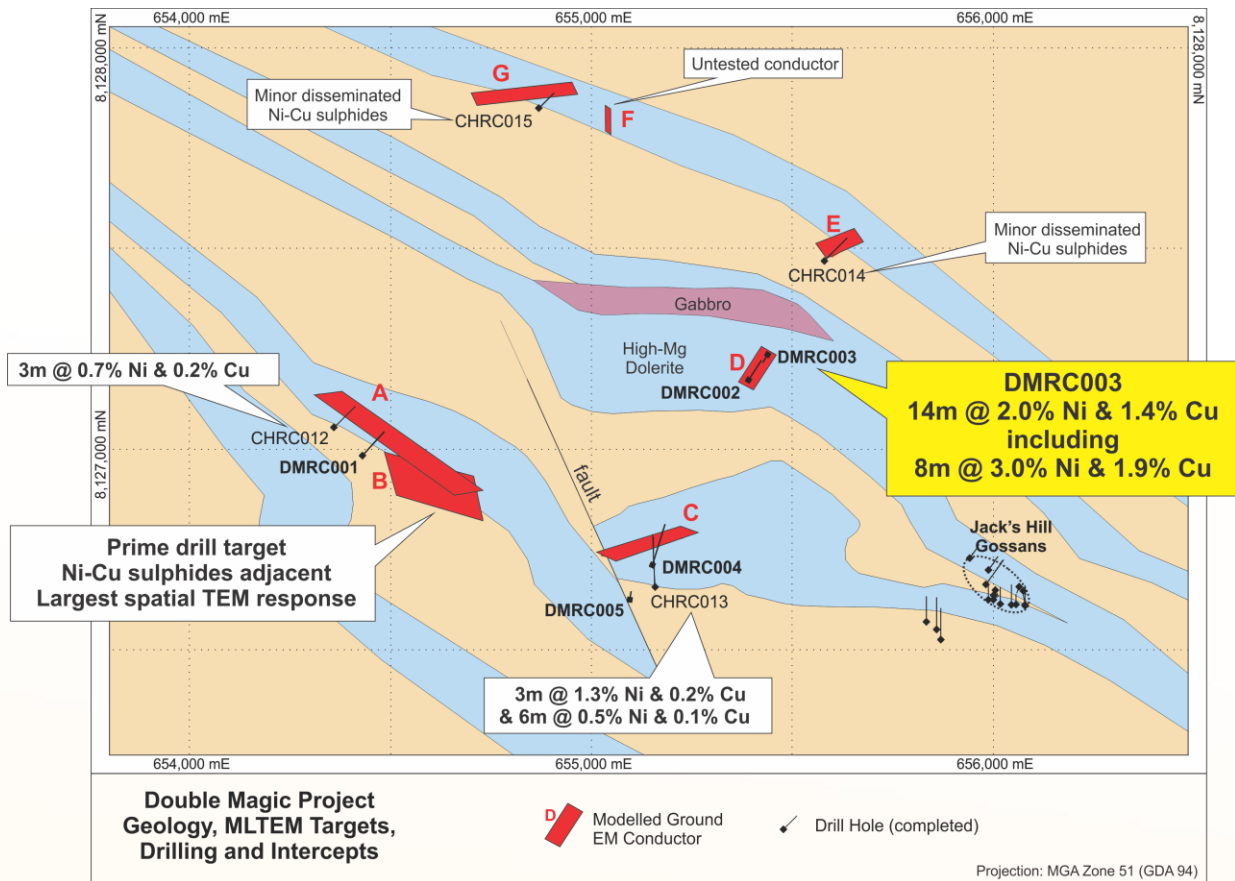 654,000 mE
655,000 mE
656,000 mE
8,128,000 mN
8,128,000 mN
G
Untested conductor
Minor disseminated
Ni-Cu sulphides
CHRC015
F
E
Minor disseminated
Ni-Cu sulphides
CHRC014
Gabbro
High-Mg
Dolerite
D
DMRC003
DMRC002
3m @ 0.7% Ni & 0.2% Cu
A
CHRC012
DMRC001
B
8,127,000 mN
DMRC003
14m @ 2.0% Ni & 1.4% Cu
including
8m @ 3.0% Ni & 1.9% Cu
fault
C
Jack's Hill
Gossans
Prime drill target
Ni-Cu sulphides adjacent
Largest spatial TEM response
DMRC004
CHRC013
DMRC005
3m @ 1.3% Ni & 0.2% Cu
& 6m @ 0.5% Ni & 0.1% Cu
654,000 mE
655,000 mE
656,000 mE
Double Magic Project
Geology, MLTEM Targets,
Drilling and Intercepts
D
Modelled Ground
EM Conductor
Drill Hole (completed)
Projection: MGA Zone 51 (GDA 94)